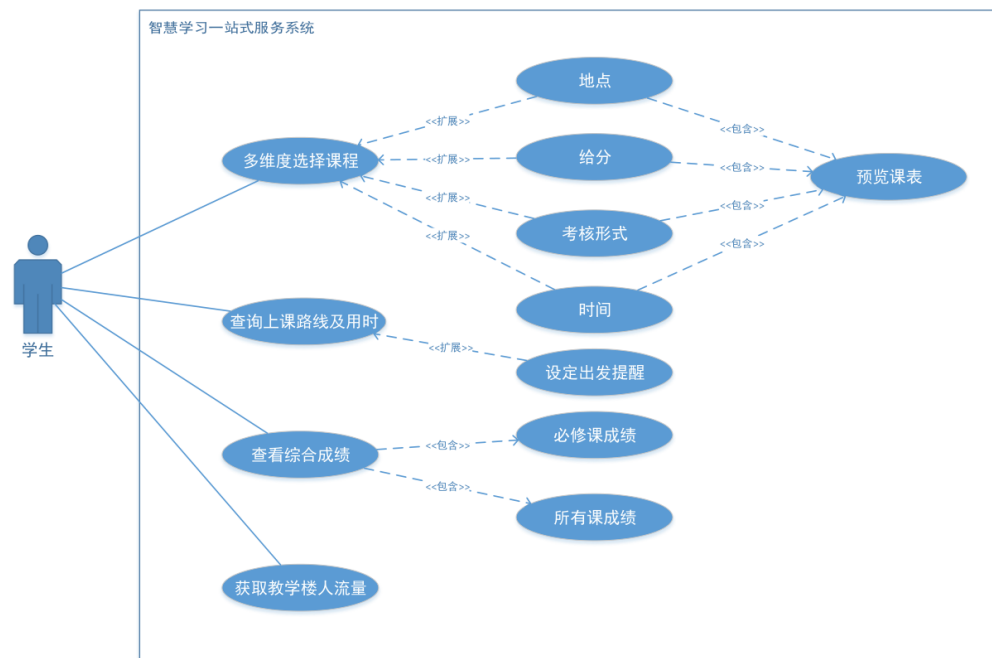 智慧学习一站式服务系统
地点
<<扩展>>
<<包含>>
多维度选择课程
<<扩展>>
给分
<<包含>>
预览课表
<<扩展>>
<<包含>>
考核形式
<<扩展>>
<<包含>>
时间
查询上课路线及用时
学生
<<扩展>>
设定出发提醒
必修课成绩
<<包含>>
查看综合成绩
<<包含>>
所有课成绩
获取教学楼人流量